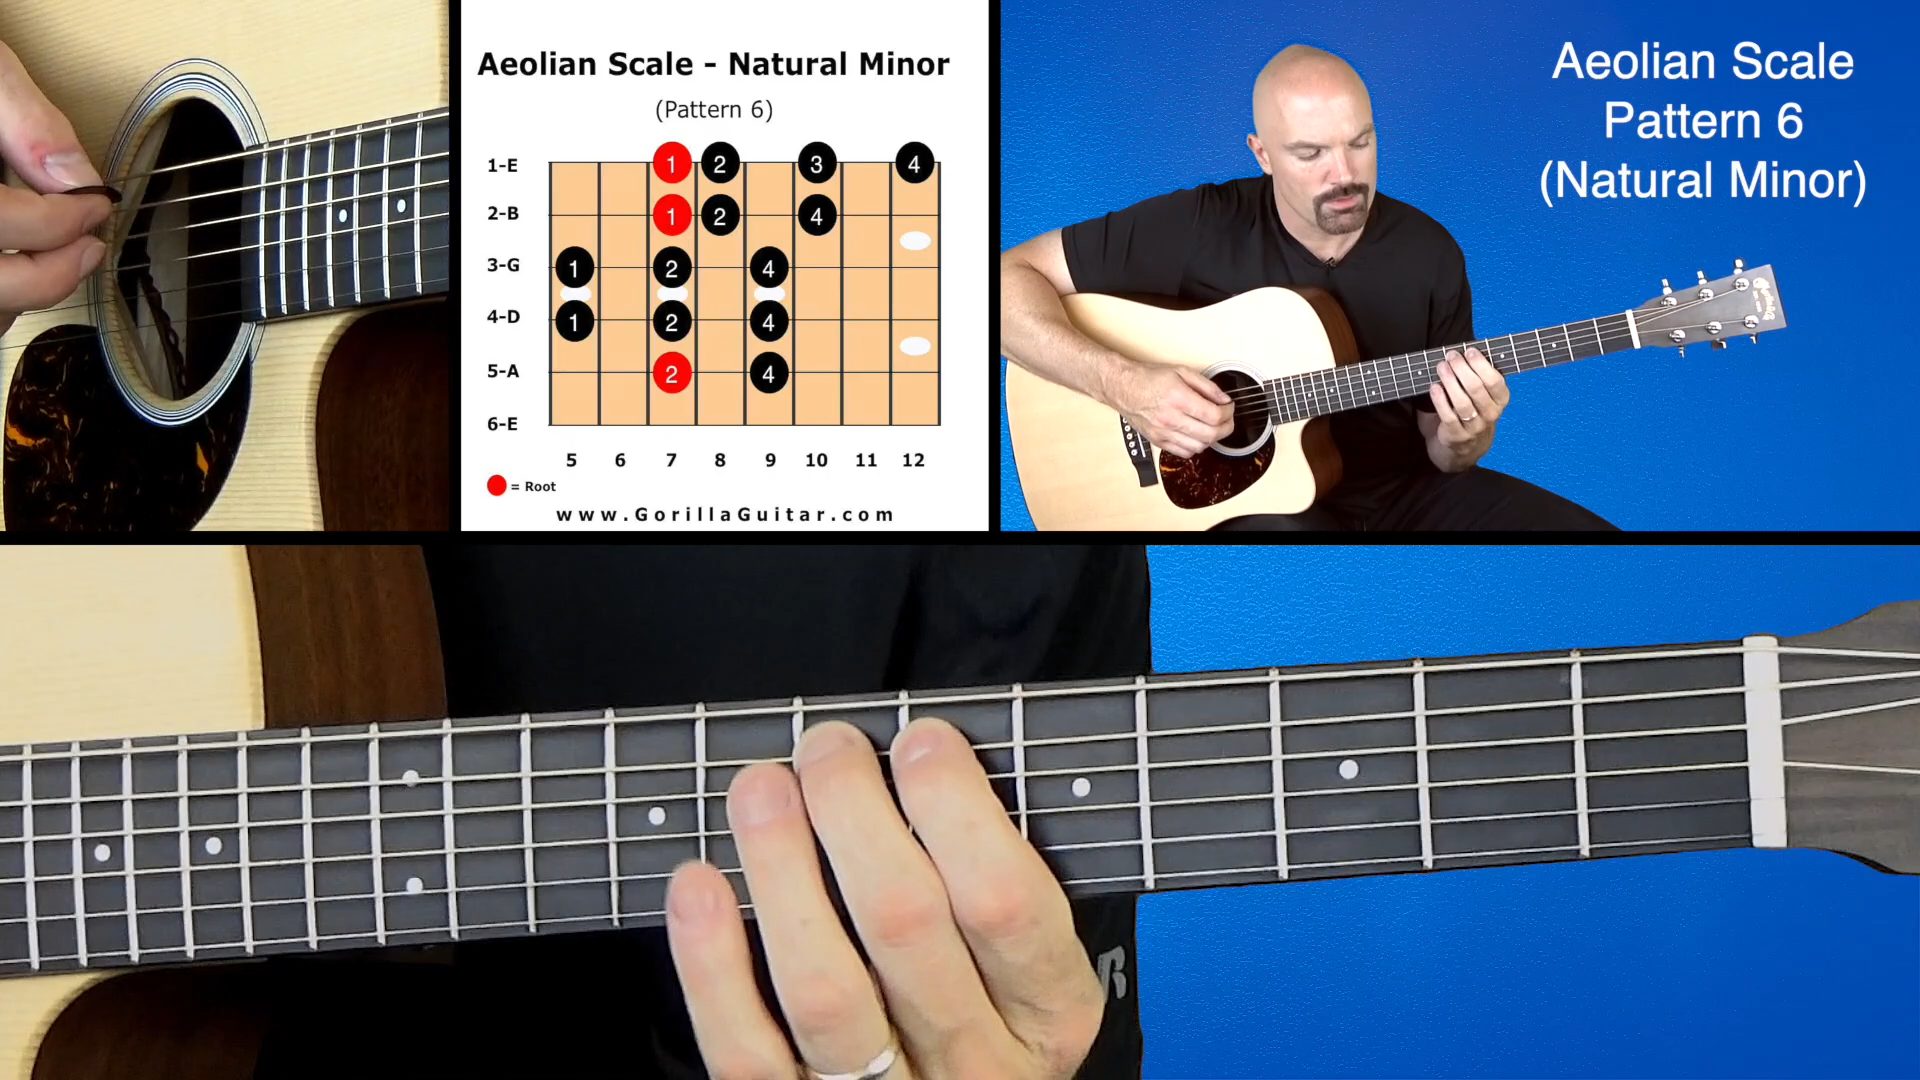 Aeolian Scale - Natural Minor
(Pattern 6)
1-E 1 2 3 4
2-B 1 2 4
3-G 1 2 4
4-D 1 2 4
5-A 2 4
6-E
5 6 7 8 9 10 11 12
= Root
www.GorillaGuitar.com
Aeolian Scale
Pattern 6
(Natural Minor)